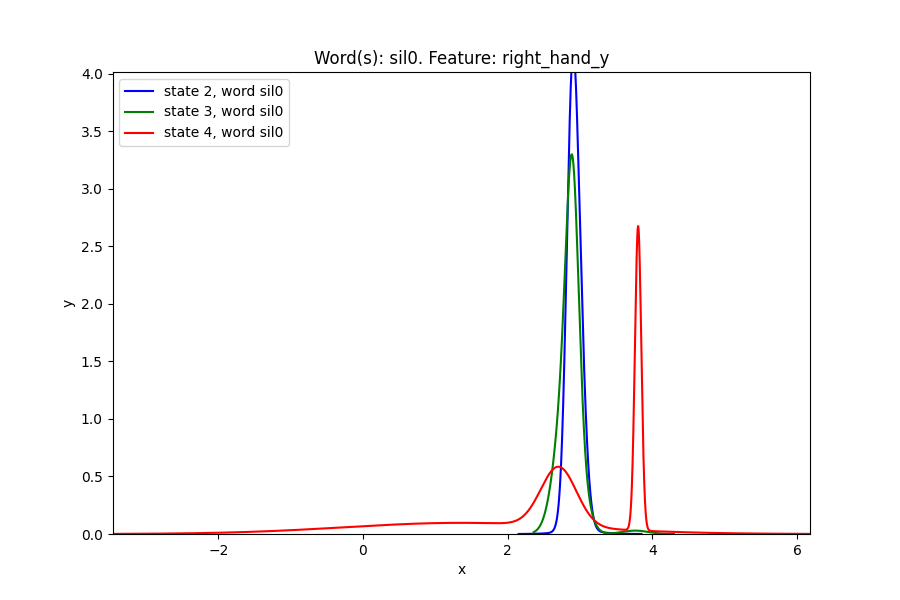 Word(s): sil0. Feature: right_hand_y
state 2, word sil0
state 3, word sil0
state 4, word sil0
4.0
3.5
3.0
2.5
2.0
1.5
1.0
0.5
0.0
y
−2
0
2
4
6
x